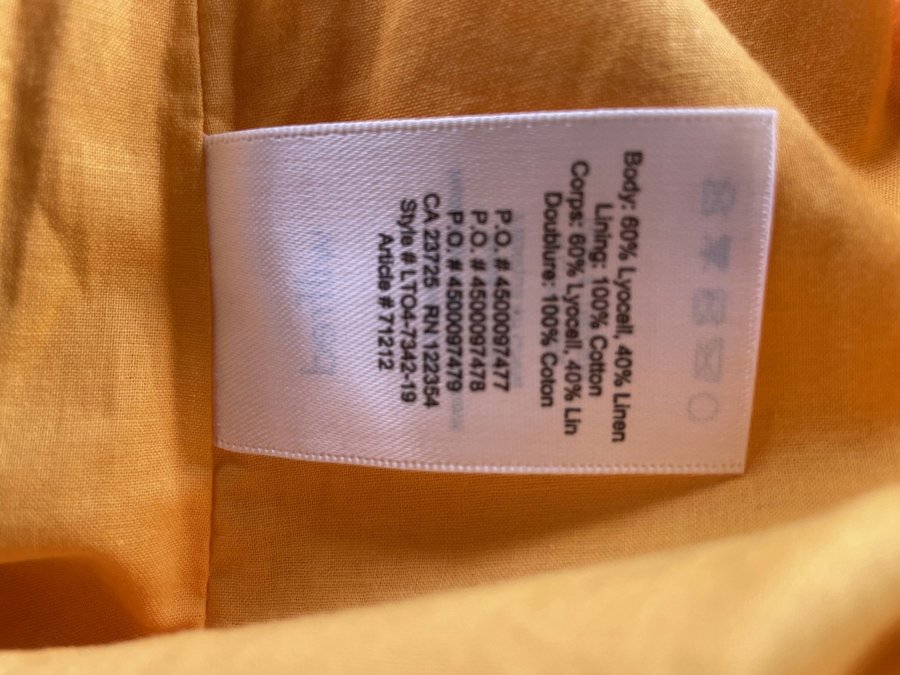 Body: 60% Lyocell, 40% Linen
Lining: 100% Cotton
Corps: 60% Lyocell, 40% Lin
Doublure: 100% Coton
P.O. # 4500097477
P.O. # 4500097478
P.O. # 4500097479
CA 23725 RN 122354
Style # LTO4-7342-19
Article # 71212